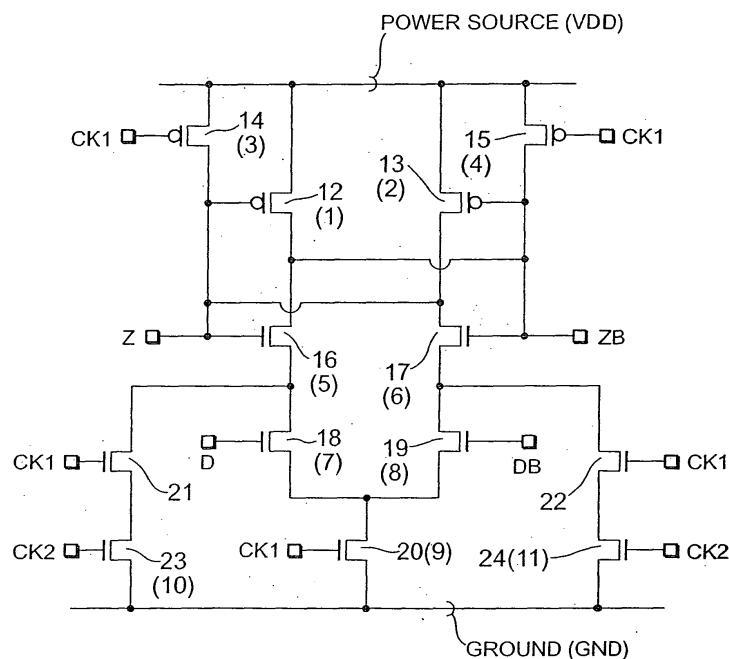 POWER SOURCE (VDD)
CK1
14
(3)
15
(4)
CK1
12
(1)
13
(2)
Z
16
(5)
17
(6)
ZB
D
18
(7)
19
(8)
DB
CK1
21
22
CK1
CK2
23
(10)
CK1
20(9)
24(11)
CK2
GROUND (GND)